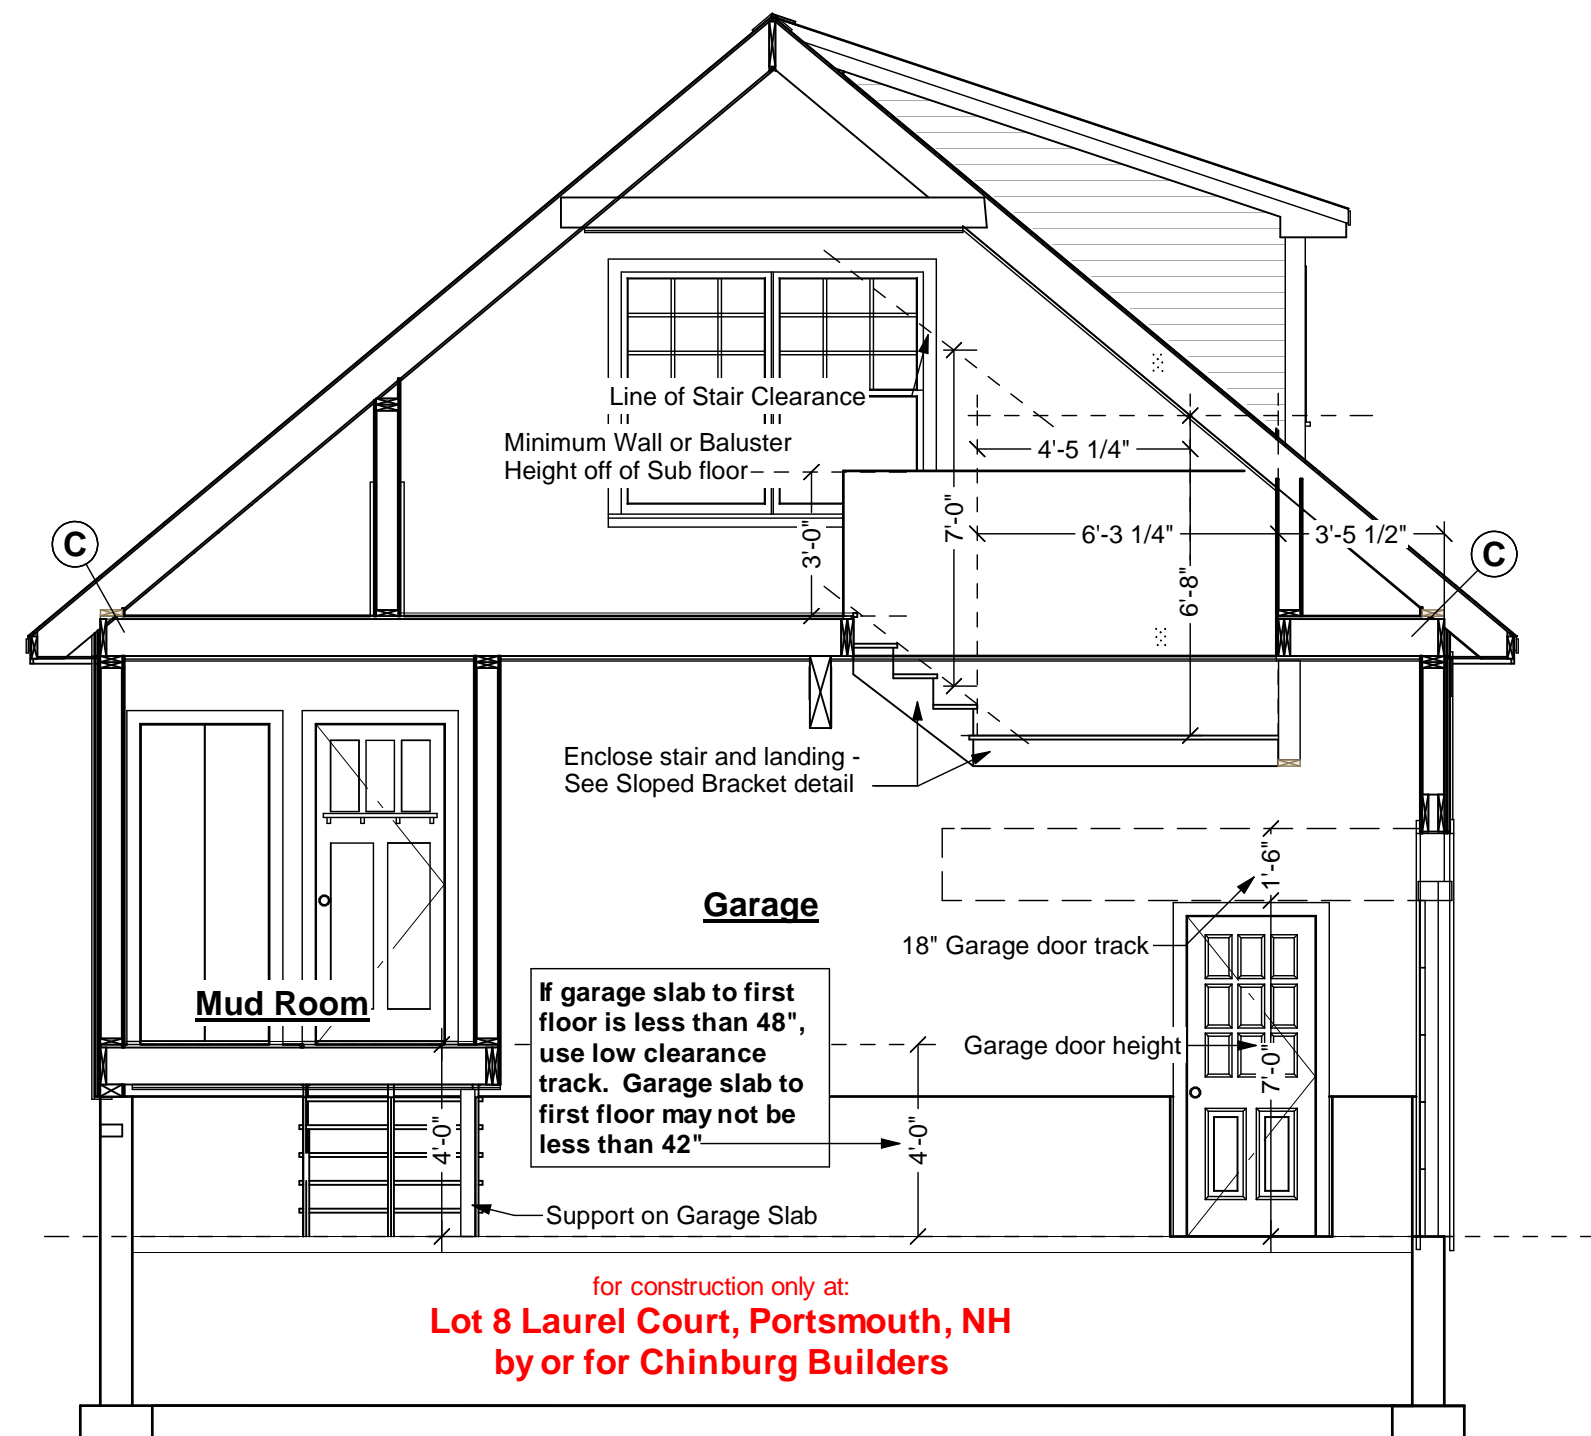 Line of Stair Clearance
Minimum Wall or Baluster
Height off of Sub floor
4'-5 1/4"
7'-0"
3'-0"
6'-3 1/4"
3'-5 1/2"
6'-8"
C
C
Enclose stair and landing -
See Sloped Bracket detail
1'-6"
Garage
18" Garage door track
Mud Room
If garage slab to first
floor is less than 48",
use low clearance
track. Garage slab to
first floor may not be
less than 42"
Garage door height
7'-0"
4'-0"
4'-0"
Support on Garage Slab
for construction only at:
Lot 8 Laurel Court, Portsmouth, NH
by or for Chinburg Builders